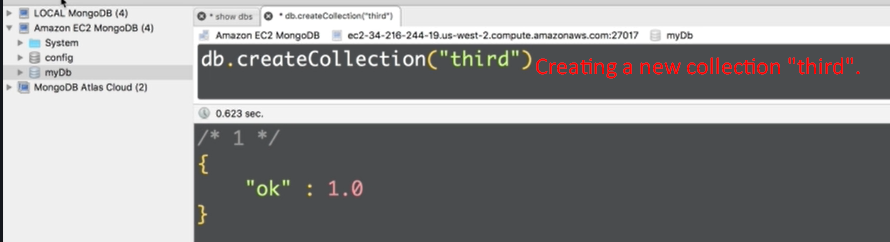 LOCAL MongoDB (4)
Amazon EC2 MongoDB (4)
System
config
myDb
MongoDB Atlas Cloud (2)
* show dbs
* db.createCollection("third")
Amazon EC2 MongoDB
ec2-34-216-244-19.us-west-2.compute.amazonaws.com:27017
myDb
db.createCollection("third")
Creating a new collection "third".
0.623 sec.
/* 1 */
{
"ok" : 1.0
}